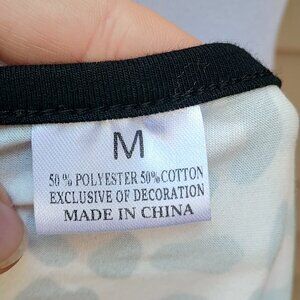 M
50 % POLYESTER 50%COTTON
EXCLUSIVE OF DECORATION
MADE IN CHINA